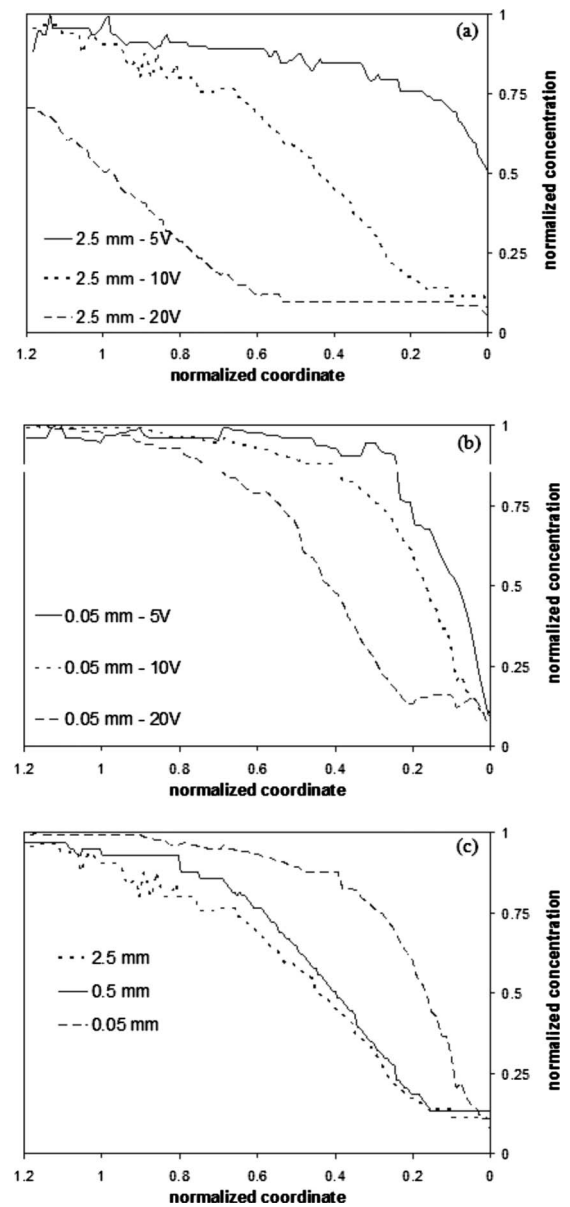 (a)
1
0.75
0.5
0.25
0
normalized concentration
2.5 mm - 5V
2.5 mm - 10V
2.5 mm - 20V
1.2 1 0.8 0.6 0.4 0.2 0
normalized coordinate
(b)
1
0.75
0.5
0.25
0
normalized concentration
0.05 mm - 5V
0.05 mm - 10V
0.05 mm - 20V
1.2 1 0.8 0.6 0.4 0.2 0
normalized coordinate
(c)
1
0.75
0.5
0.25
0
normalized concentration
2.5 mm
0.5 mm
0.05 mm
1.2 1 0.8 0.6 0.4 0.2 0
normalized coordinate